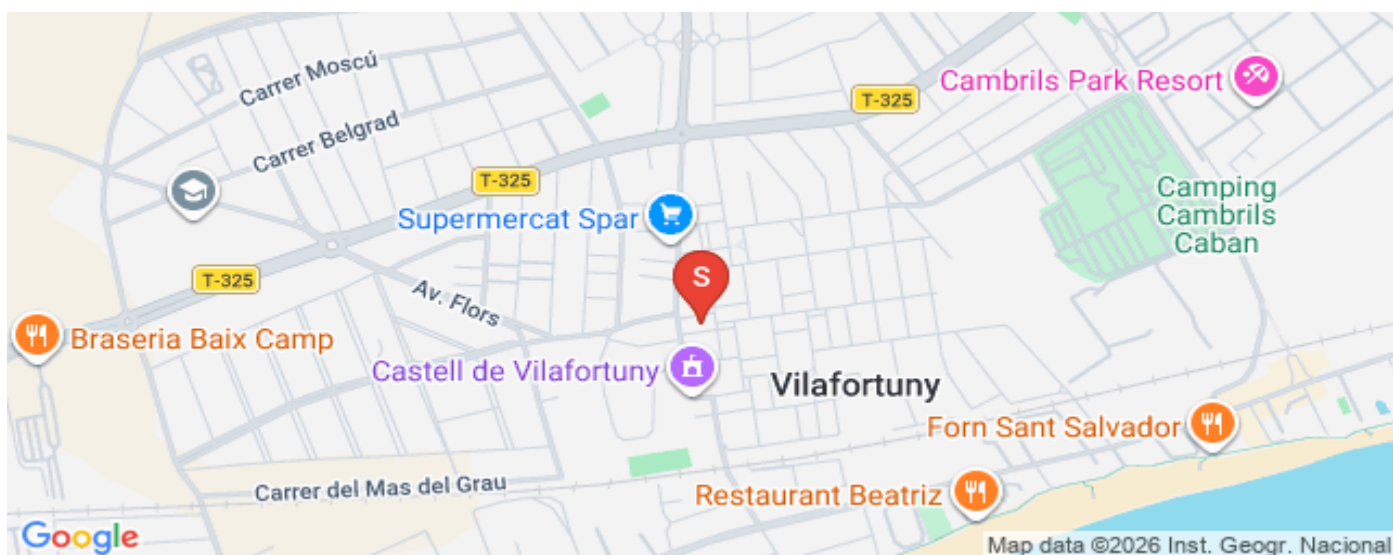 Carrer Moscú
Cambrils Park Resort
T-325
Carrer Belgrad
T-325
Camping
Cambrils
Caban
Supermercat Spar
S
T-325
Av. Flors
Braseria Baix Camp
Castell de Vilafortuny
Vilafortuny
Forn Sant Salvador
Carrer del Mas del Grau
Restaurant Beatriz
Google
Map data ©2026 Inst. Geogr. Nacional